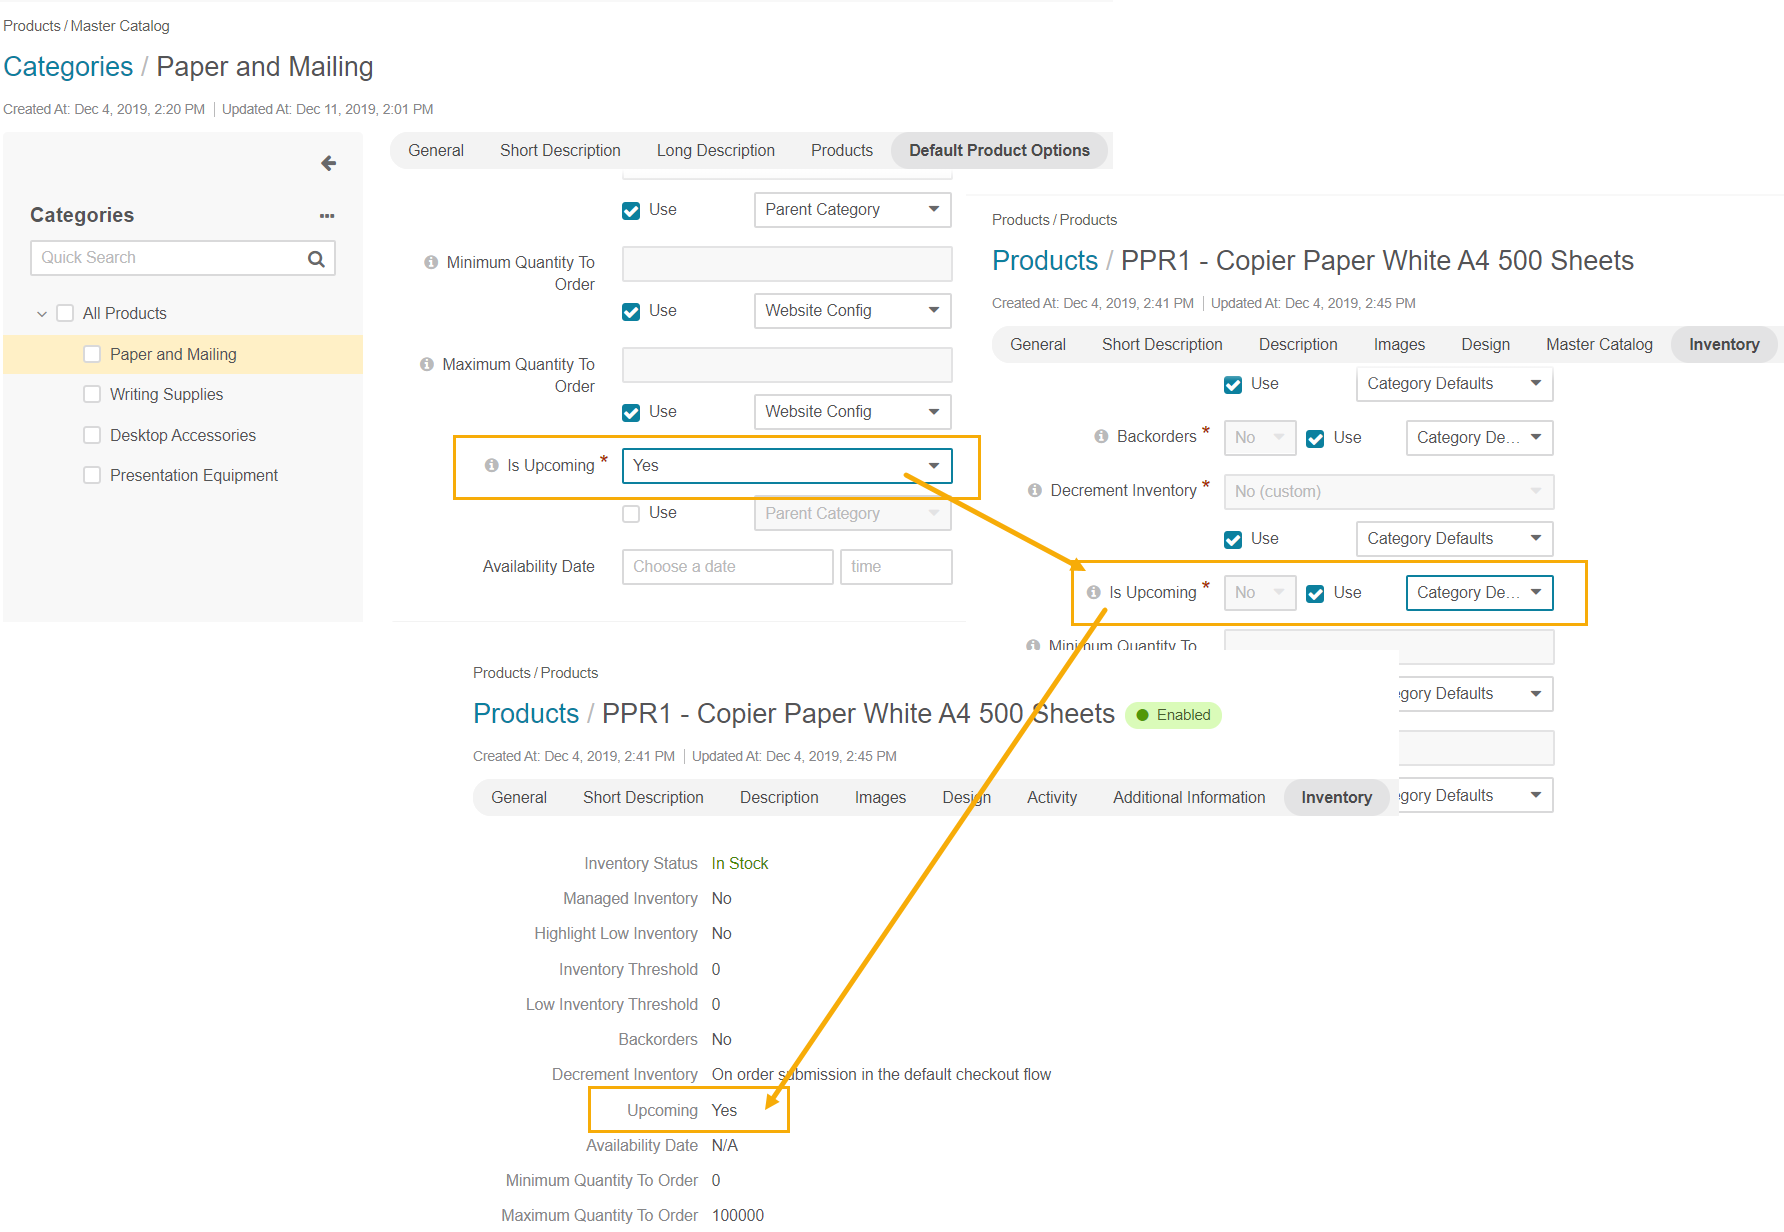 Products / Master Catalog
Categories / Paper and Mailing
Created At: Dec 4, 2019, 2:20 PM | Updated At: Dec 11, 2019, 2:01 PM
Categories
...
Quick Search
All Products
Paper and Mailing
Writing Supplies
Desktop Accessories
Presentation Equipment
General Short Description Long Description Products Default Product Options
Use Parent Category
Minimum Quantity To
Order
Use Website Config
Maximum Quantity To
Order
Use Website Config
Is Upcoming * Yes
Use Parent Category
Availability Date Choose a date time
Products / Products
Products / PPR1 - Copier Paper White A4 500 Sheets
Created At: Dec 4, 2019, 2:41 PM | Updated At: Dec 4, 2019, 2:45 PM
General Short Description Description Images Design Master Catalog Inventory
Use Category Defaults
Backorders * No Use Category De...
Decrement Inventory * No (custom)
Use Category Defaults
Is Upcoming * No Use Category De...
Minimum Quantity To
gory Defaults
gory Defaults
Products / Products
Products / PPR1 - Copier Paper White A4 500 Sheets Enabled
Created At: Dec 4, 2019, 2:41 PM | Updated At: Dec 4, 2019, 2:45 PM
General Short Description Description Images Design Activity Additional Information Inventory
Inventory Status In Stock
Managed Inventory No
Highlight Low Inventory No
Inventory Threshold 0
Low Inventory Threshold 0
Backorders No
Decrement Inventory On order submission in the default checkout flow
Upcoming Yes
Availability Date N/A
Minimum Quantity To Order 0
Maximum Quantity To Order 100000